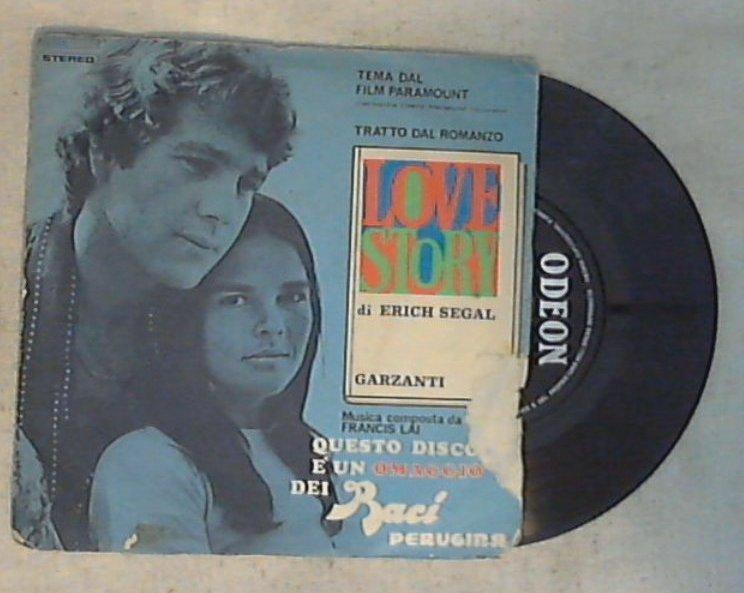 STEREO
TEMA DAL
FILM PARAMOUNT
TRATTO DAL ROMANZO
LOVE
STORY
di ERICH SEGAL
GARZANTI
Musica composta da
FRANCIS LAI
QUESTO DISCO
E' UN OMAGGIO
DEI Baci
PERUGINA
ODEON